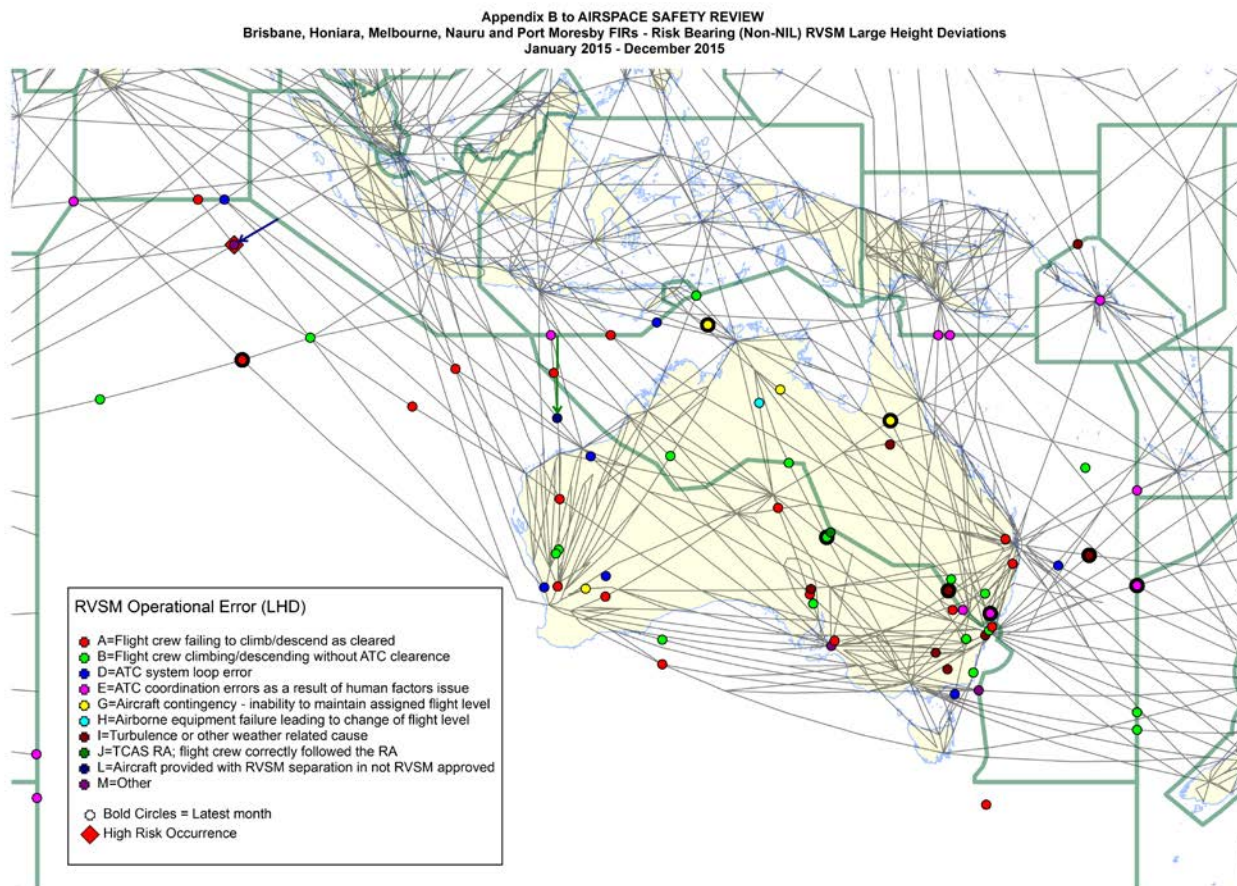 Appendix B to AIRSPACE SAFETY REVIEW
Brisbane, Honiara, Melbourne, Nauru and Port Moresby FIRs - Risk Bearing (Non-NIL) RVSM Large Height Deviations
January 2015 - December 2015
RVSM Operational Error (LHD)
A=Flight crew failing to climb/descend as cleared
B=Flight crew climbing/descending without ATC clearence
D=ATC system loop error
E=ATC coordination errors as a result of human factors issue
G=Aircraft contingency - inability to maintain assigned flight level
H=Airborne equipment failure leading to change of flight level
I=Turbulence or other weather related cause
J=TCAS RA; flight crew correctly followed the RA
L=Aircraft provided with RVSM separation in not RVSM approved
M=Other
Bold Circles = Latest month
High Risk Occurrence